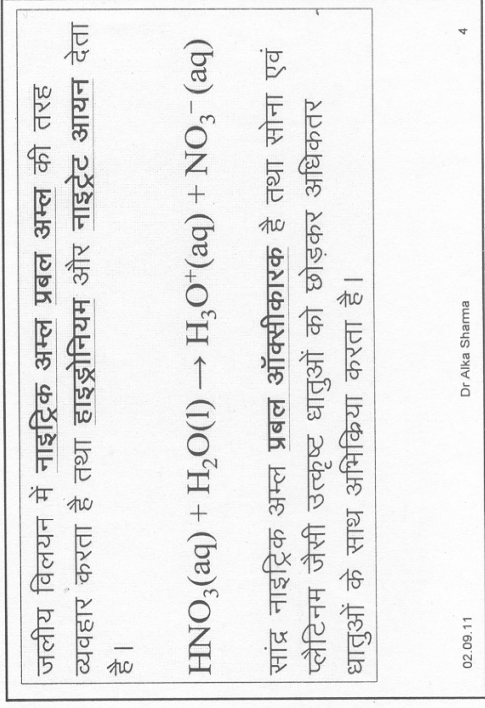 जलीय विलयन में नाइट्रिक अम्ल प्रबल अम्ल की तरह
व्यवहार करता है तथा हाइड्रोनियम और नाइट्रेट आयन देता
है।
HNO₃(aq) + H₂O(l) → H₃O⁺(aq) + NO₃⁻(aq)
सांद्र नाइट्रिक अम्ल प्रबल ऑक्सीकारक है तथा सोना एवं
प्लेटिनम जैसी उत्कृष्ट धातुओं को छोड़कर अधिकतर
धातुओं के साथ अभिक्रिया करता है।
02.09.11 Dr Alka Sharma 4